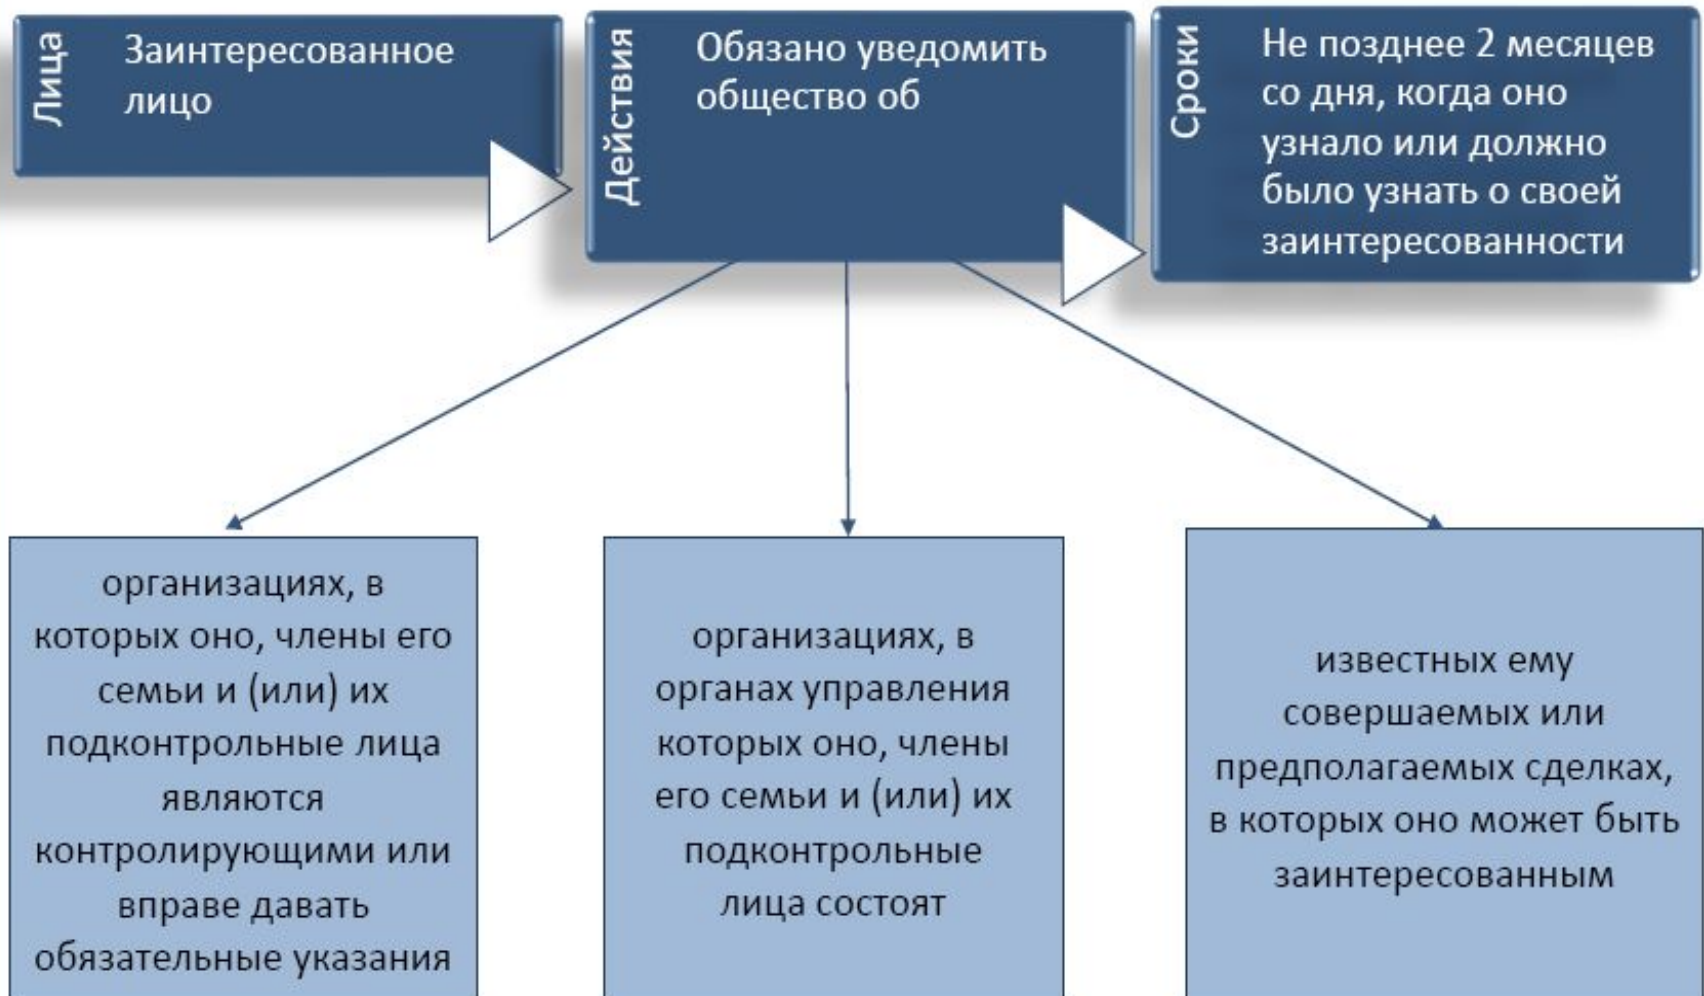 Лица
Заинтересованное
лицо
Действия
Обязано уведомить
общество об
Сроки
Не позднее 2 месяцев
со дня, когда оно
узнало или должно
было узнать о своей
заинтересованности
организациях, в
которых оно, члены его
семьи и (или) их
подконтрольные лица
являются
контролирующими или
вправе давать
обязательные указания
организациях, в
органах управления
которых оно, члены
его семьи и (или) их
подконтрольные
лица состоят
известных ему
совершаемых или
предполагаемых сделках,
в которых оно может быть
заинтересованным